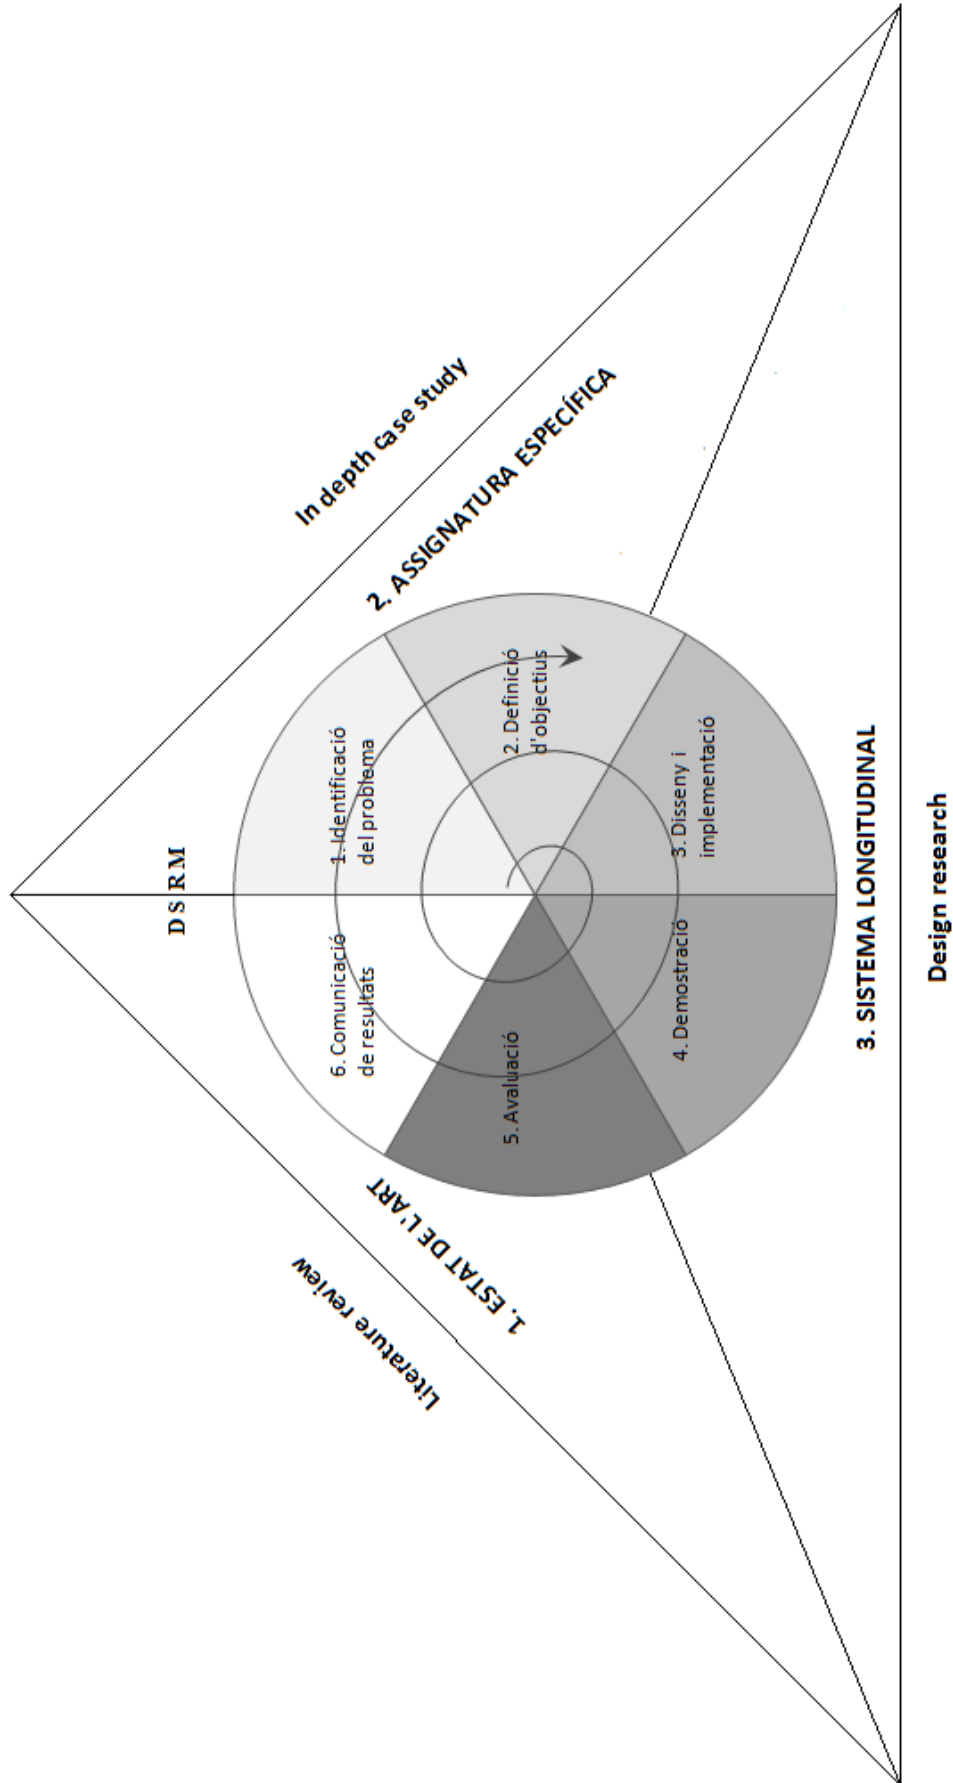 DSRM
In depth case study
2. ASSIGNATURA ESPECÍFICA
1. Identificació
del problema
2. Definició
d'objectius
3. Disseny i
implementació
4. Demostració
5. Avaluació
6. Comunicació
de resultats
1. ESTAT DE L'ART
Literature review
3. SISTEMA LONGITUDINAL
Design research